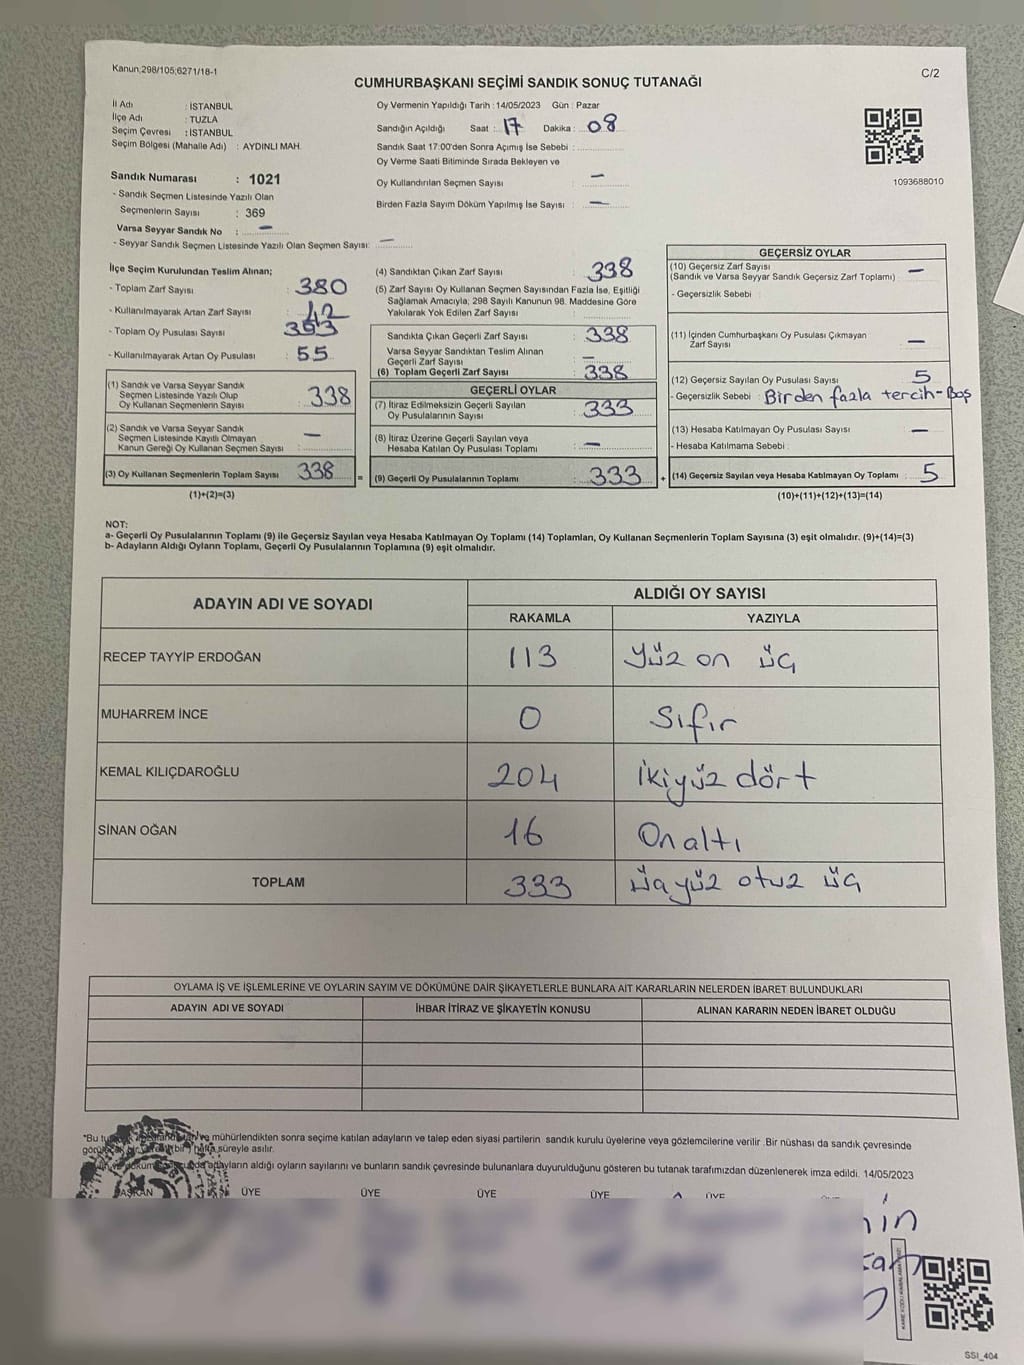 Kanun;298/105;6271/18-1
C/2
CUMHURBAŞKANI SEÇİMİ SANDIK SONUÇ TUTANAĞI
İl Adı : İSTANBUL
İlçe Adı : TUZLA
Seçim Çevresi : İSTANBUL
Seçim Bölgesi (Mahalle Adı) : AYDINLI MAH.
Sandık Numarası : 1021
- Sandık Seçmen Listesinde Yazılı Olan
Seçmenlerin Sayısı : 369
Varsa Seyyar Sandık No : —
- Seyyar Sandık Seçmen Listesinde Yazılı Olan Seçmen Sayısı: —
Oy Vermenin Yapıldığı Tarih : 14/05/2023 Gün : Pazar
Sandığın Açıldığı Saat : 17 Dakika : 08
Sandık Saat 17:00'den Sonra Açımış İse Sebebi :
Oy Verme Saati Bitiminde Sırada Bekleyen ve
Oy Kullandırılan Seçmen Sayısı : —
Birden Fazla Sayım Döküm Yapılmış İse Sayısı : —
1093688010
İlçe Seçim Kurulundan Teslim Alınan;
- Toplam Zarf Sayısı : 380
- Kullanılmayarak Artan Zarf Sayısı : 42
- Toplam Oy Pusulası Sayısı : 393
- Kullanılmayarak Artan Oy Pusulası : 55
(1) Sandık ve Varsa Seyyar Sandık
Seçmen Listesinde Yazılı Olup
Oy Kullanan Seçmenlerin Sayısı : 338
(2) Sandık ve Varsa Seyyar Sandık
Seçmen Listesinde Kayıtlı Olmayan
Kanun Gereği Oy Kullanan Seçmen Sayısı : —
(3) Oy Kullanan Seçmenlerin Toplam Sayısı : 338 =
(1)+(2)=(3)
(4) Sandıktan Çıkan Zarf Sayısı : 338
(5) Zarf Sayısı Oy Kullanan Seçmen Sayısından Fazla İse, Eşitliği
Sağlamak Amacıyla, 298 Sayılı Kanunun 98. Maddesine Göre
Yakılarak Yok Edilen Zarf Sayısı :
Sandıkta Çıkan Geçerli Zarf Sayısı : 338
Varsa Seyyar Sandıktan Teslim Alınan
Geçerli Zarf Sayısı : —
(6) Toplam Geçerli Zarf Sayısı : 338
GEÇERLİ OYLAR
(7) İtiraz Edilmeksizin Geçerli Sayılan
Oy Pusulalarının Sayısı : 333
(8) İtiraz Üzerine Geçerli Sayılan veya
Hesaba Katılan Oy Pusulası Toplamı : —
(9) Geçerli Oy Pusulalarının Toplamı : 333 +
GEÇERSİZ OYLAR
(10) Geçersiz Zarf Sayısı
(Sandık ve Varsa Seyyar Sandık Geçersiz Zarf Toplamı) : —
- Geçersizlik Sebebi :
(11) İçinden Cumhurbaşkanı Oy Pusulası Çıkmayan
Zarf Sayısı : —
(12) Geçersiz Sayılan Oy Pusulası Sayısı : 5
- Geçersizlik Sebebi : Birden fazla tercih-Boş
(13) Hesaba Katılmayan Oy Pusulası Sayısı : —
- Hesaba Katılmama Sebebi :
(14) Geçersiz Sayılan veya Hesaba Katılmayan Oy Toplamı : 5
(10)+(11)+(12)+(13)=(14)
NOT:
a- Geçerli Oy Pusulalarının Toplamı (9) ile Geçersiz Sayılan veya Hesaba Katılmayan Oy Toplamı (14) Toplamları, Oy Kullanan Seçmenlerin Toplam Sayısına (3) eşit olmalıdır. (9)+(14)=(3)
b- Adayların Aldığı Oyların Toplamı, Geçerli Oy Pusulalarının Toplamına (9) eşit olmalıdır.
ADAYIN ADI VE SOYADI
ALDIĞI OY SAYISI
RAKAMLA YAZIYLA
RECEP TAYYİP ERDOĞAN 113 Yüz on üç
MUHARREM İNCE 0 Sıfır
KEMAL KILIÇDAROĞLU 204 İkiyüz dört
SİNAN OĞAN 16 On altı
TOPLAM 333 Üçyüz otuz üç
OYLAMA İŞ VE İŞLEMLERİNE VE OYLARIN SAYIM VE DÖKÜMÜNE DAİR ŞİKAYETLERLE BUNLARA AİT KARARLARIN NELERDEN İBARET BULUNDUKLARI
ADAYIN ADI VE SOYADI İHBAR İTİRAZ VE ŞİKAYETİN KONUSU ALINAN KARARIN NEDEN İBARET OLDUĞU
*Bu ve mühürlendikten sonra seçime katılan adayların ve talep eden siyasi partilerin sandık kurulu üyelerine veya gözlemcilerine verilir .Bir nüshası da sandık çevresinde
hafta süreyle asılır.
adayların aldığı oyların sayılarını ve bunların sandık çevresinde bulunanlara duyurulduğunu gösteren bu tutanak tarafımızdan düzenlenerek imza edildi. 14/05/2023
BAŞKAN ÜYE ÜYE ÜYE ÜYE ÜYE
SSI_404